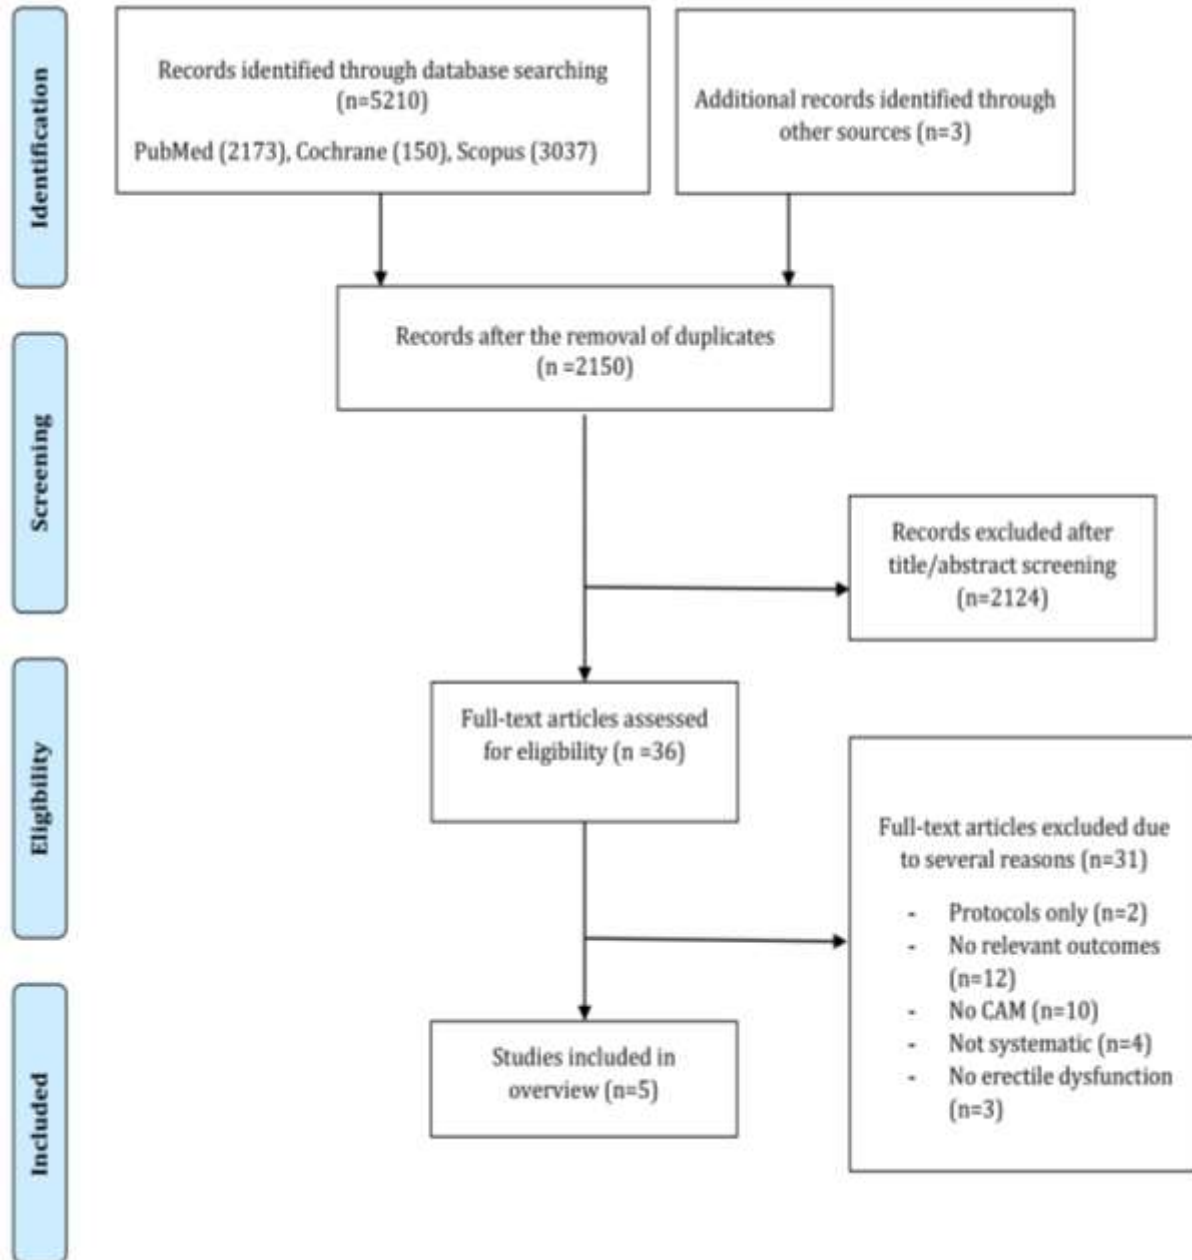 Identification
Records identified through database searching
(n=5210)
PubMed (2173), Cochrane (150), Scopus (3037)
Additional records identified through
other sources (n=3)
Records after the removal of duplicates
(n =2150)
Screening
Records excluded after
title/abstract screening
(n=2124)
Eligibility
Full-text articles assessed
for eligibility (n =36)
Full-text articles excluded due
to several reasons (n=31)
- Protocols only (n=2)
- No relevant outcomes
(n=12)
- No CAM (n=10)
- Not systematic (n=4)
- No erectile dysfunction
(n=3)
Included
Studies included in
overview (n=5)